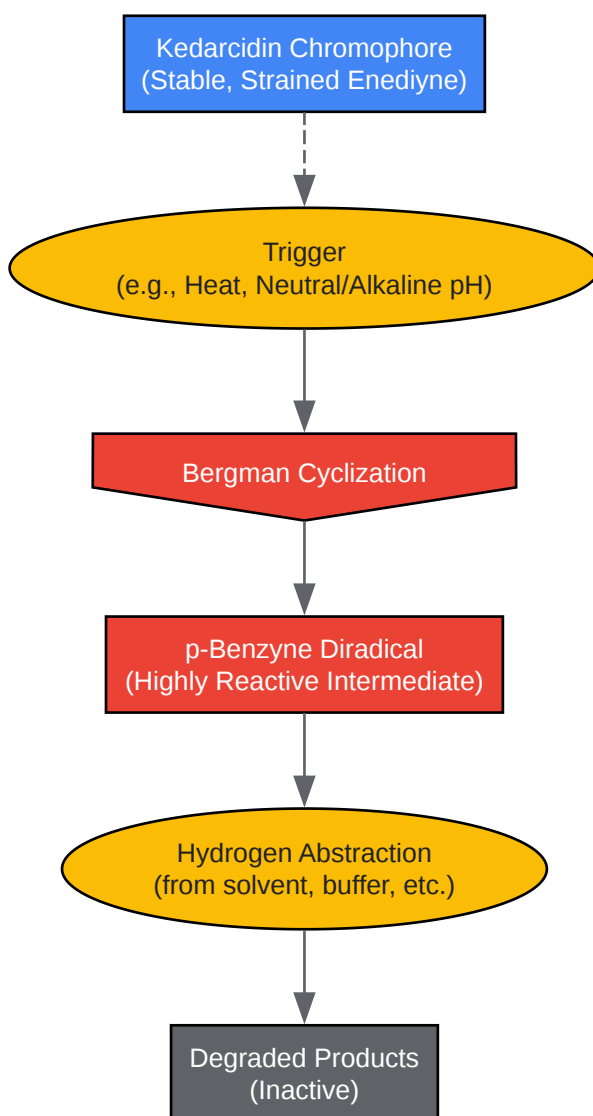 Kedarcidin Chromophore
(Stable, Strained Enediyne)
Trigger
(e.g., Heat, Neutral/Alkaline pH)
Bergman Cyclization
p-Benzyne Diradical
(Highly Reactive Intermediate)
Hydrogen Abstraction
(from solvent, buffer, etc.)
Degraded Products
(Inactive)